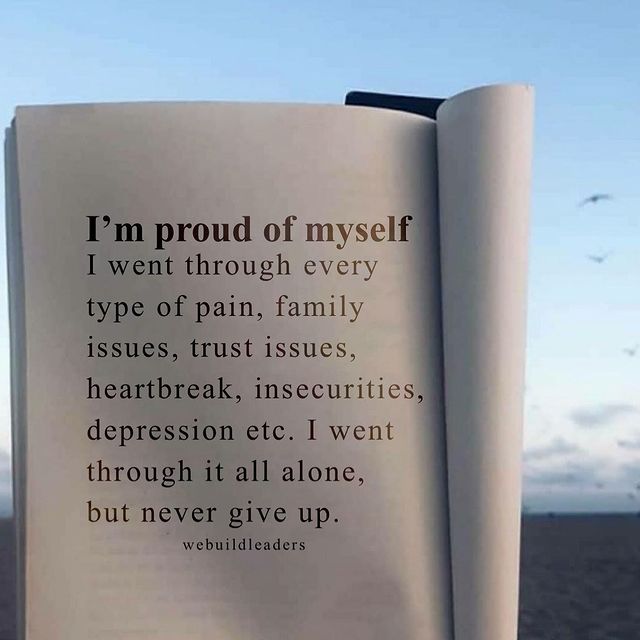 I'm proud of myself
I went through every
type of pain, family
issues, trust issues,
heartbreak, insecurities,
depression etc. I went
through it all alone,
but never give up.
webuildleaders